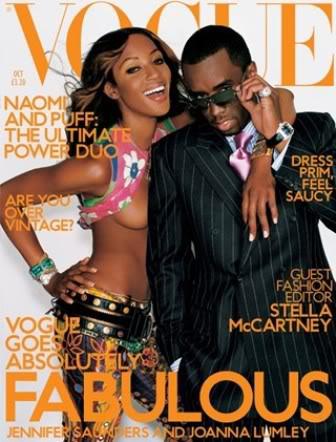 VOGUE
OCT
£3.20
NAOMI
AND PUFF:
THE ULTIMATE
POWER DUO
DRESS
PRIM,
FEEL
SAUCY
ARE YOU
OVER
VINTAGE?
GUEST
FASHION
EDITOR
STELLA
McCARTNEY
VOGUE
GOES
ABSOLUTELY
FABULOUS
JENNIFER SAUNDERS AND JOANNA LUMLEY